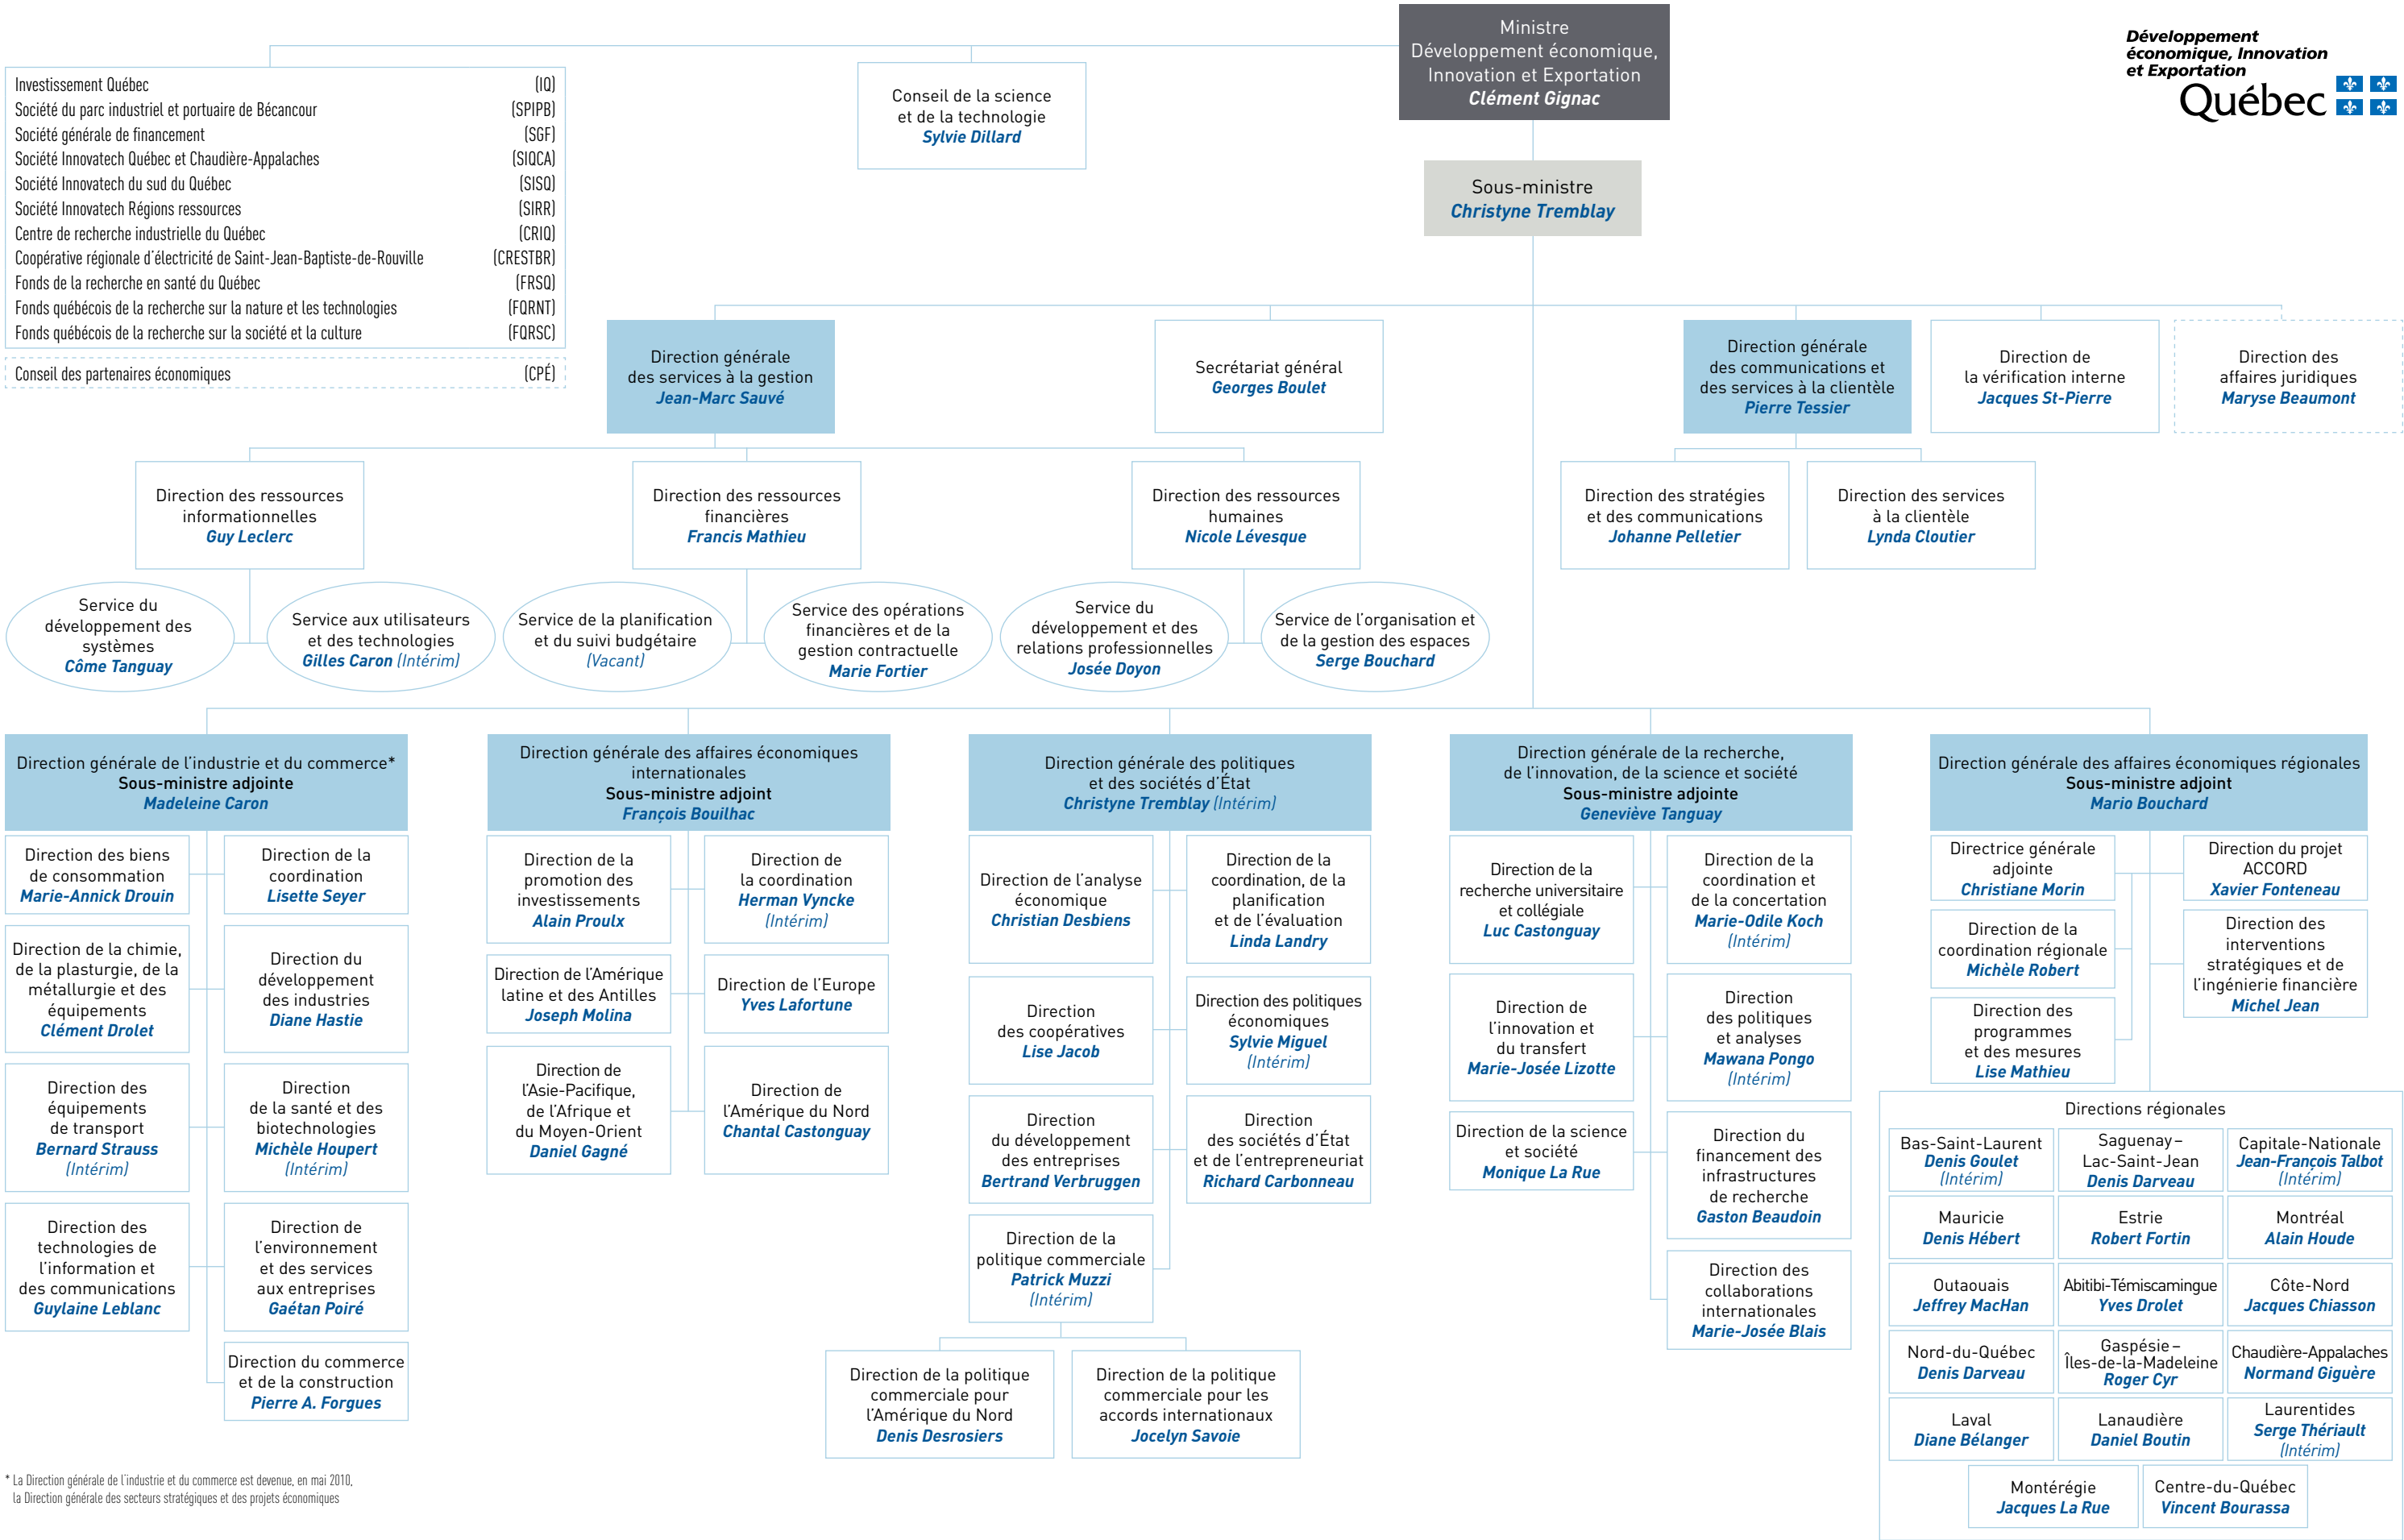 Ministre
Développement économique,
Innovation et Exportation
Clément Gignac
Développement
économique, Innovation
et Exportation
Québec
Investissement Québec (IQ)
Société du parc industriel et portuaire de Bécancour (SPIPB)
Société générale de financement (SGF)
Société Innovatech Québec et Chaudière-Appalaches (SIQCA)
Société Innovatech du sud du Québec (SISQ)
Société Innovatech Régions ressources (SIRR)
Centre de recherche industrielle du Québec (CRIQ)
Coopérative régionale d'électricité de Saint-Jean-Baptiste-de-Rouville (CRESTBR)
Fonds de la recherche en santé du Québec (FRSQ)
Fonds québécois de la recherche sur la nature et les technologies (FQRNT)
Fonds québécois de la recherche sur la société et la culture (FQRSC)
Conseil des partenaires économiques (CPÉ)
Conseil de la science
et de la technologie
Sylvie Dillard
Sous-ministre
Christyne Tremblay
Direction générale
des services à la gestion
Jean-Marc Sauvé
Secrétariat général
Georges Boulet
Direction générale
des communications et
des services à la clientèle
Pierre Tessier
Direction de
la vérification interne
Jacques St-Pierre
Direction des
affaires juridiques
Maryse Beaumont
Direction des ressources
informationnelles
Guy Leclerc
Direction des ressources
financières
Francis Mathieu
Direction des ressources
humaines
Nicole Lévesque
Direction des stratégies
et des communications
Johanne Pelletier
Direction des services
à la clientèle
Lynda Cloutier
Service du
développement des
systèmes
Côme Tanguay
Service aux utilisateurs
et des technologies
Gilles Caron (Intérim)
Service de la planification
et du suivi budgétaire
(Vacant)
Service des opérations
financières et de la
gestion contractuelle
Marie Fortier
Service du
développement et des
relations professionnelles
Josée Doyon
Service de l'organisation et
de la gestion des espaces
Serge Bouchard
Direction générale de l'industrie et du commerce*
Sous-ministre adjointe
Madeleine Caron
Direction des biens
de consommation
Marie-Annick Drouin
Direction de la
coordination
Lisette Seyer
Direction de la chimie,
de la plasturgie, de la
métallurgie et des
équipements
Clément Drolet
Direction du
développement
des industries
Diane Hastie
Direction des
équipements
de transport
Bernard Strauss
(Intérim)
Direction
de la santé et des
biotechnologies
Michèle Houpert
(Intérim)
Direction des
technologies de
l'information et
des communications
Guylaine Leblanc
Direction de
l'environnement
et des services
aux entreprises
Gaétan Poiré
Direction du commerce
et de la construction
Pierre A. Forgues
Direction générale des affaires économiques
internationales
Sous-ministre adjoint
François Bouilhac
Direction de la
promotion des
investissements
Alain Proulx
Direction de
la coordination
Herman Vyncke
(Intérim)
Direction de l'Amérique
latine et des Antilles
Joseph Molina
Direction de l'Europe
Yves Lafortune
Direction de
l'Asie-Pacifique,
de l'Afrique et
du Moyen-Orient
Daniel Gagné
Direction de
l'Amérique du Nord
Chantal Castonguay
Direction générale des politiques
et des sociétés d'État
Christyne Tremblay (Intérim)
Direction de l'analyse
économique
Christian Desbiens
Direction de la
coordination, de la
planification
et de l'évaluation
Linda Landry
Direction
des coopératives
Lise Jacob
Direction des politiques
économiques
Sylvie Miguel
(Intérim)
Direction
du développement
des entreprises
Bertrand Verbruggen
Direction
des sociétés d'État
et de l'entrepreneuriat
Richard Carbonneau
Direction de la
politique commerciale
Patrick Muzzi
(Intérim)
Direction de la politique
commerciale pour
l'Amérique du Nord
Denis Desrosiers
Direction de la politique
commerciale pour les
accords internationaux
Jocelyn Savoie
Direction générale de la recherche,
de l'innovation, de la science et société
Sous-ministre adjointe
Geneviève Tanguay
Direction de la
recherche universitaire
et collégiale
Luc Castonguay
Direction de la
coordination et
de la concertation
Marie-Odile Koch
(Intérim)
Direction de
l'innovation et
du transfert
Marie-Josée Lizotte
Direction
des politiques
et analyses
Mawana Pongo
(Intérim)
Direction de la science
et société
Monique La Rue
Direction du
financement des
infrastructures
de recherche
Gaston Beaudoin
Direction des
collaborations
internationales
Marie-Josée Blais
Direction générale des affaires économiques régionales
Sous-ministre adjoint
Mario Bouchard
Directrice générale
adjointe
Christiane Morin
Direction du projet
ACCORD
Xavier Fonteneau
Direction de la
coordination régionale
Michèle Robert
Direction des
interventions
stratégiques et de
l'ingénierie financière
Michel Jean
Direction des
programmes
et des mesures
Lise Mathieu
Directions régionales
Bas-Saint-Laurent
Denis Goulet
(Intérim)
Saguenay–
Lac-Saint-Jean
Denis Darveau
Capitale-Nationale
Jean-François Talbot
(Intérim)
Mauricie
Denis Hébert
Estrie
Robert Fortin
Montréal
Alain Houde
Outaouais
Jeffrey MacHan
Abitibi-Témiscamingue
Yves Drolet
Côte-Nord
Jacques Chiasson
Nord-du-Québec
Denis Darveau
Gaspésie–
Îles-de-la-Madeleine
Roger Cyr
Chaudière-Appalaches
Normand Giguère
Laval
Diane Bélanger
Lanaudière
Daniel Boutin
Laurentides
Serge Thériault
(Intérim)
Montérégie
Jacques La Rue
Centre-du-Québec
Vincent Bourassa
* La Direction générale de l'industrie et du commerce est devenue, en mai 2010,
la Direction générale des secteurs stratégiques et des projets économiques